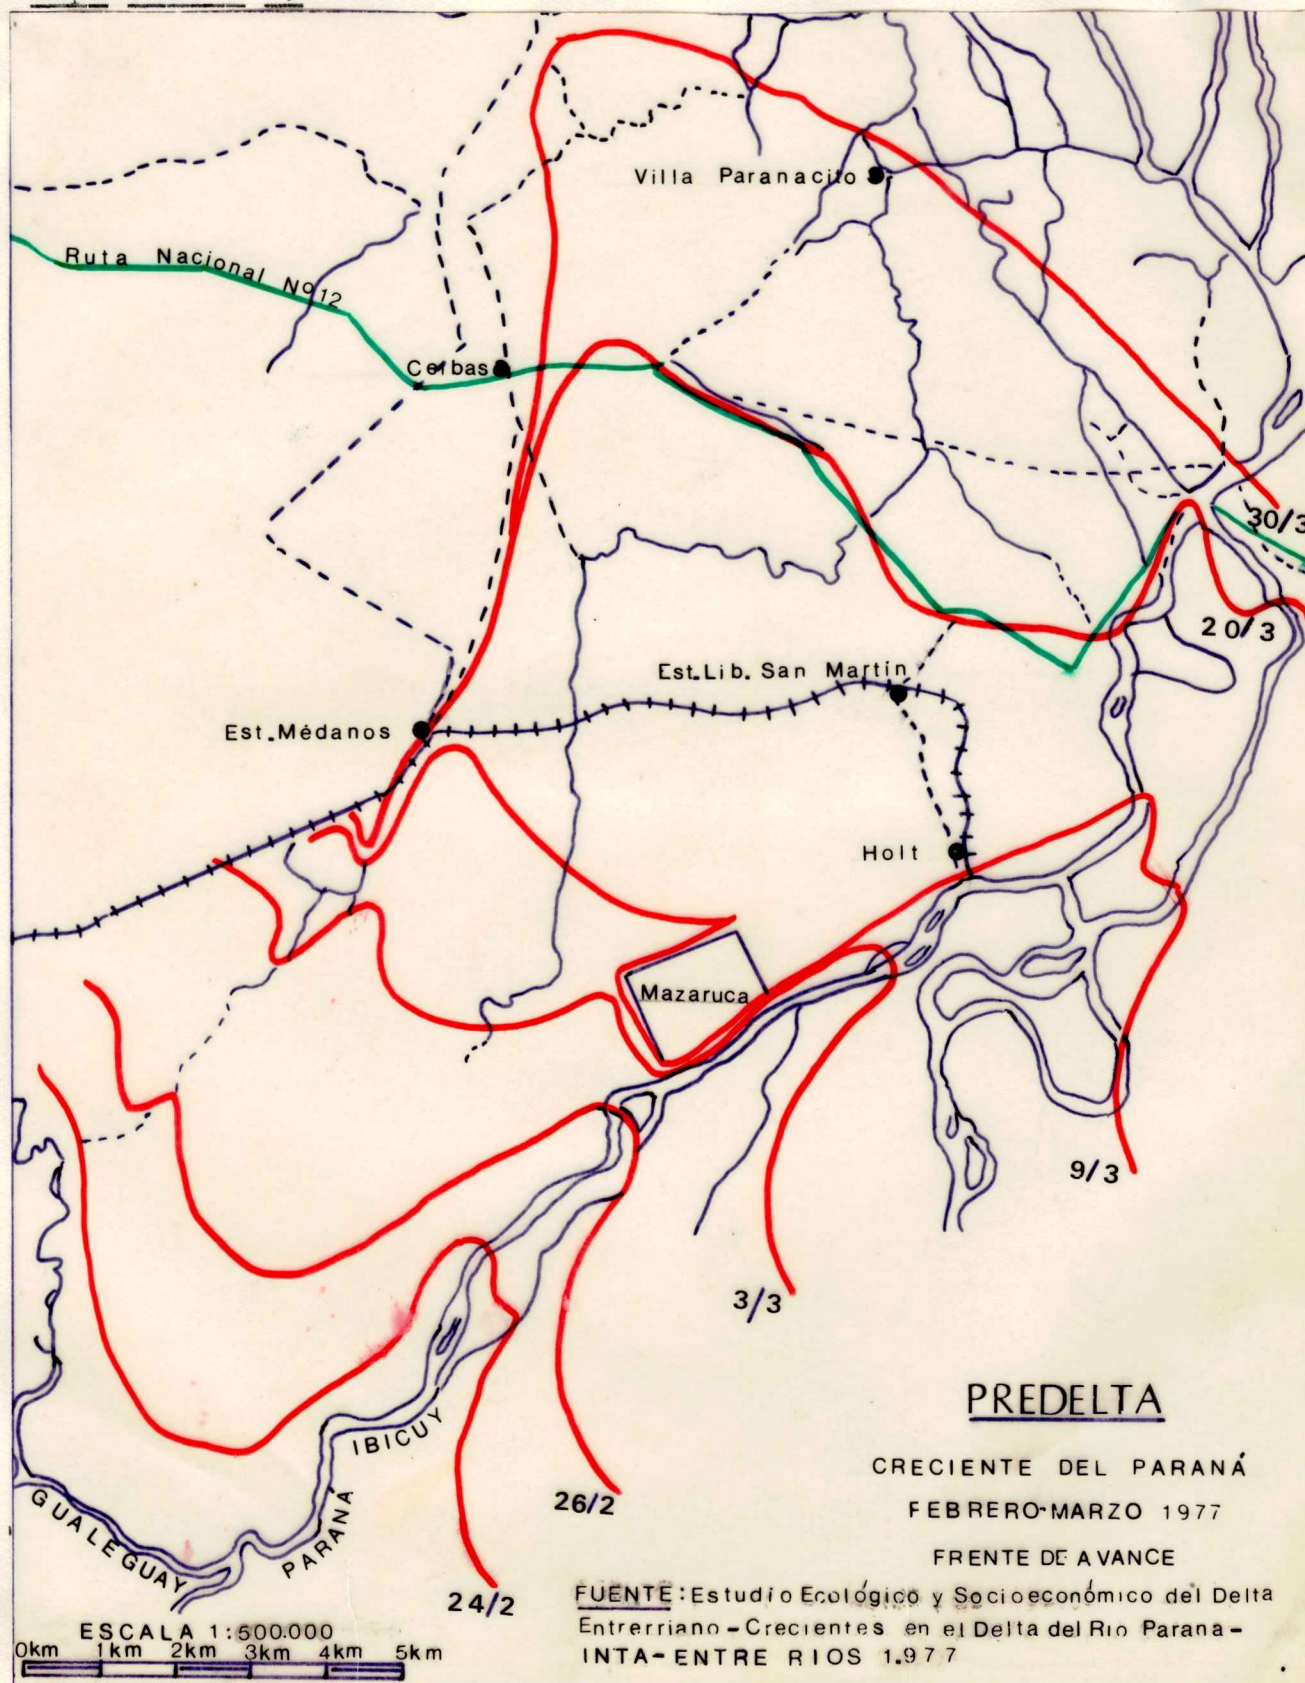 Villa Paranacito
Ruta Nacional Nº12
Ceibas
30/3
20/3
Est.Lib. San Martín
Est.Médanos
Holt
Mazaruca
9/3
3/3
26/2
24/2
IBICUY
PARANÁ
GUALEGUAY
PREDELTA
CRECIENTE DEL PARANÁ
FEBRERO-MARZO 1977
FRENTE DE AVANCE
FUENTE: Estudio Ecológico y Socioeconómico del Delta
Entrerriano - Crecientes en el Delta del Rio Parana -
INTA - ENTRE RIOS 1.977
ESCALA 1:500.000
0km 1km 2km 3km 4km 5km